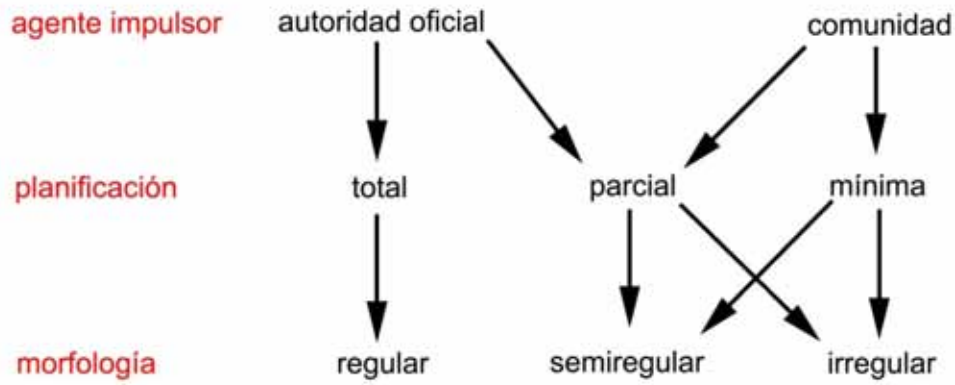 agente impulsor autoridad oficial comunidad
planificación total parcial mínima
morfología regular semiregular irregular